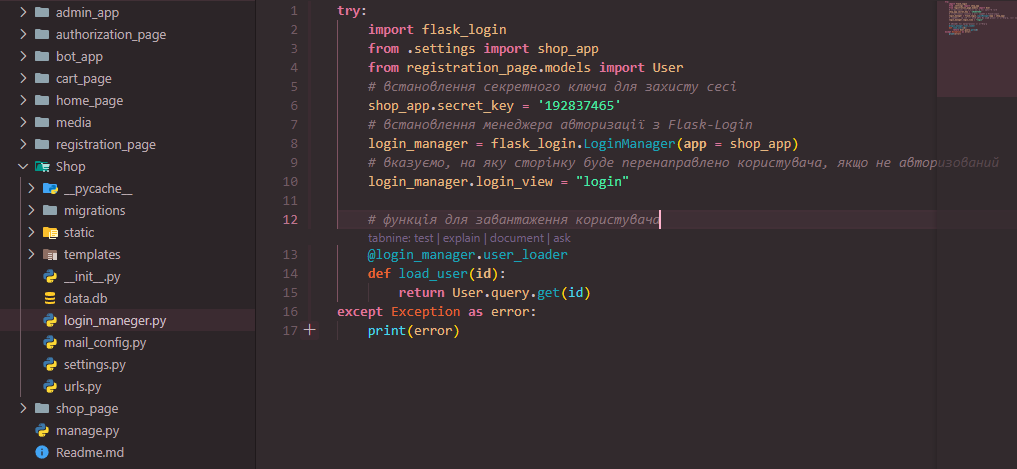 admin_app
authorization_page
bot_app
cart_page
home_page
media
registration_page
Shop
__pycache__
migrations
static
templates
__init__.py
data.db
login_maneger.py
mail_config.py
settings.py
urls.py
shop_page
manage.py
Readme.md
1 try:
2 import flask_login
3 from .settings import shop_app
4 from registration_page.models import User
5 # встановлення секретного ключа для захисту сесі
6 shop_app.secret_key = '192837465'
7 # встановлення менеджера авторизації з Flask-Login
8 login_manager = flask_login.LoginManager(app = shop_app)
9 # вказуємо, на яку сторінку буде перенаправлено користувача, якщо не авторизований
10 login_manager.login_view = "login"
11
12 # функція для завантаження користувача
tabnine: test | explain | document | ask
13 @login_manager.user_loader
14 def load_user(id):
15 return User.query.get(id)
16 except Exception as error:
17 print(error)